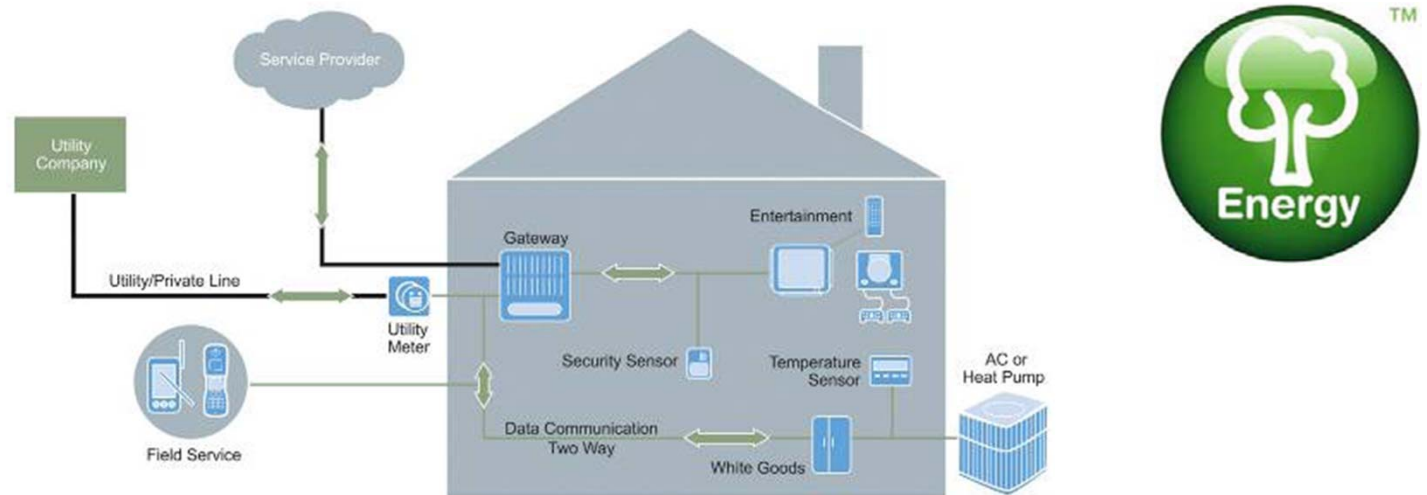 TM
Energy
Service Provider
Utility
Company
Entertainment
Gateway
Utility/Private Line
Utility
Meter
Security Sensor
Temperature
Sensor
AC or
Heat Pump
Data Communication
Two Way
Field Service
White Goods